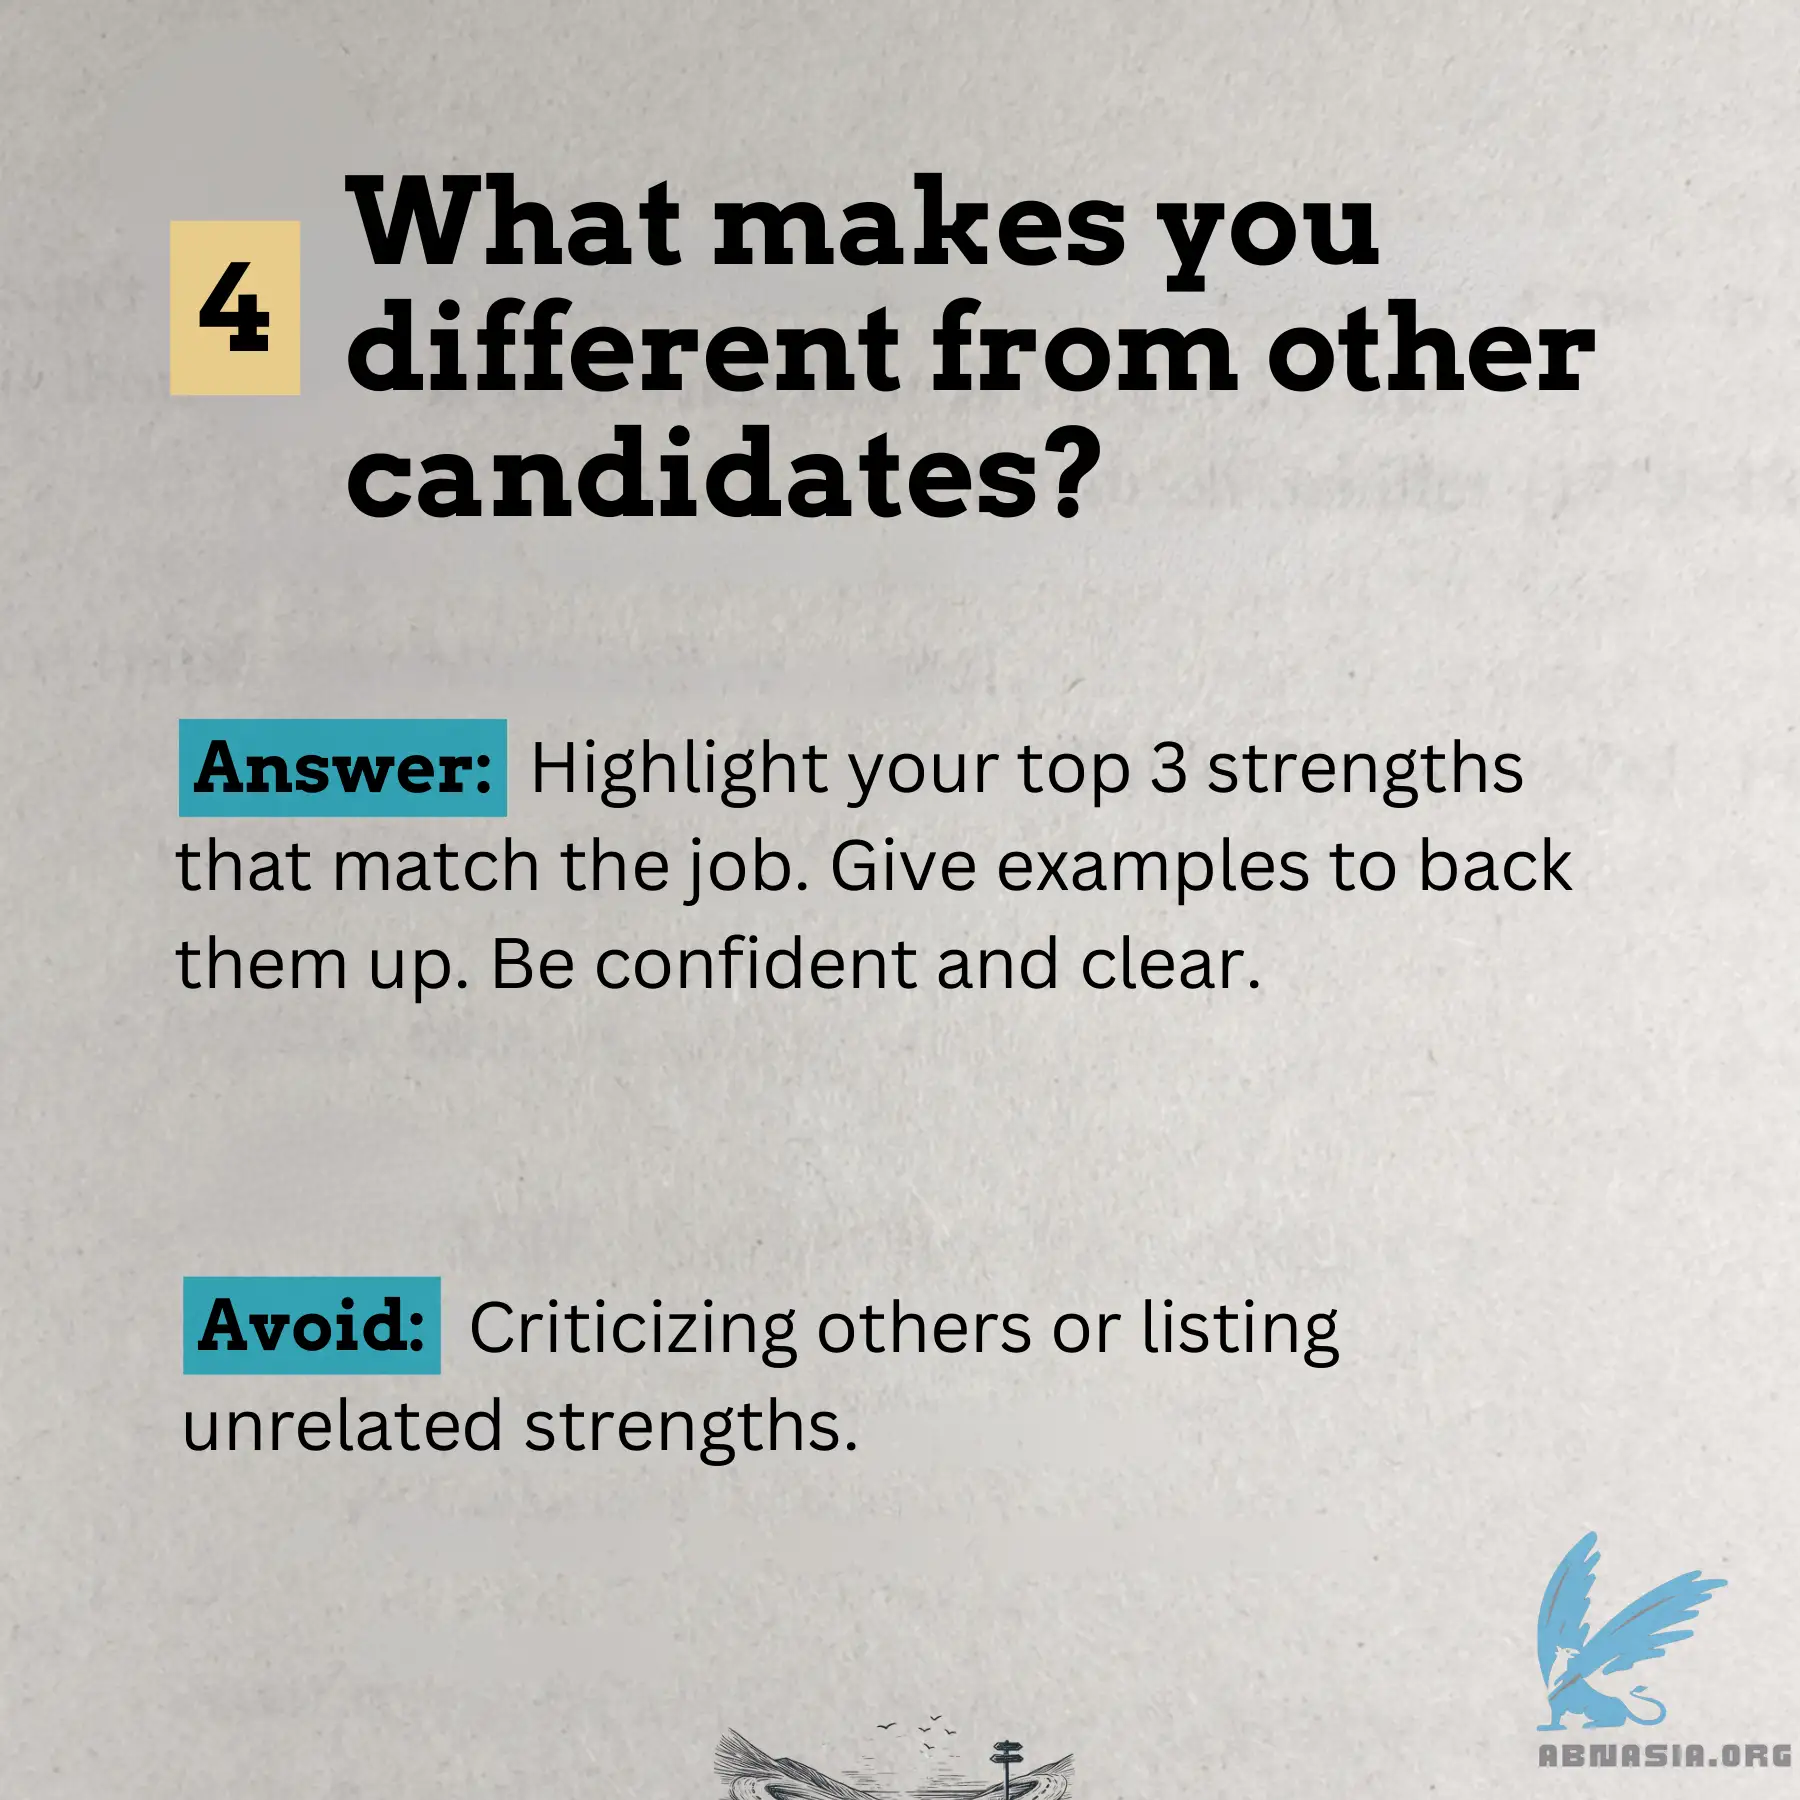 4
What makes you
different from other
candidates?
Answer: Highlight your top 3 strengths
that match the job. Give examples to back
them up. Be confident and clear.
Avoid: Criticizing others or listing
unrelated strengths.
ABNASIA.ORG